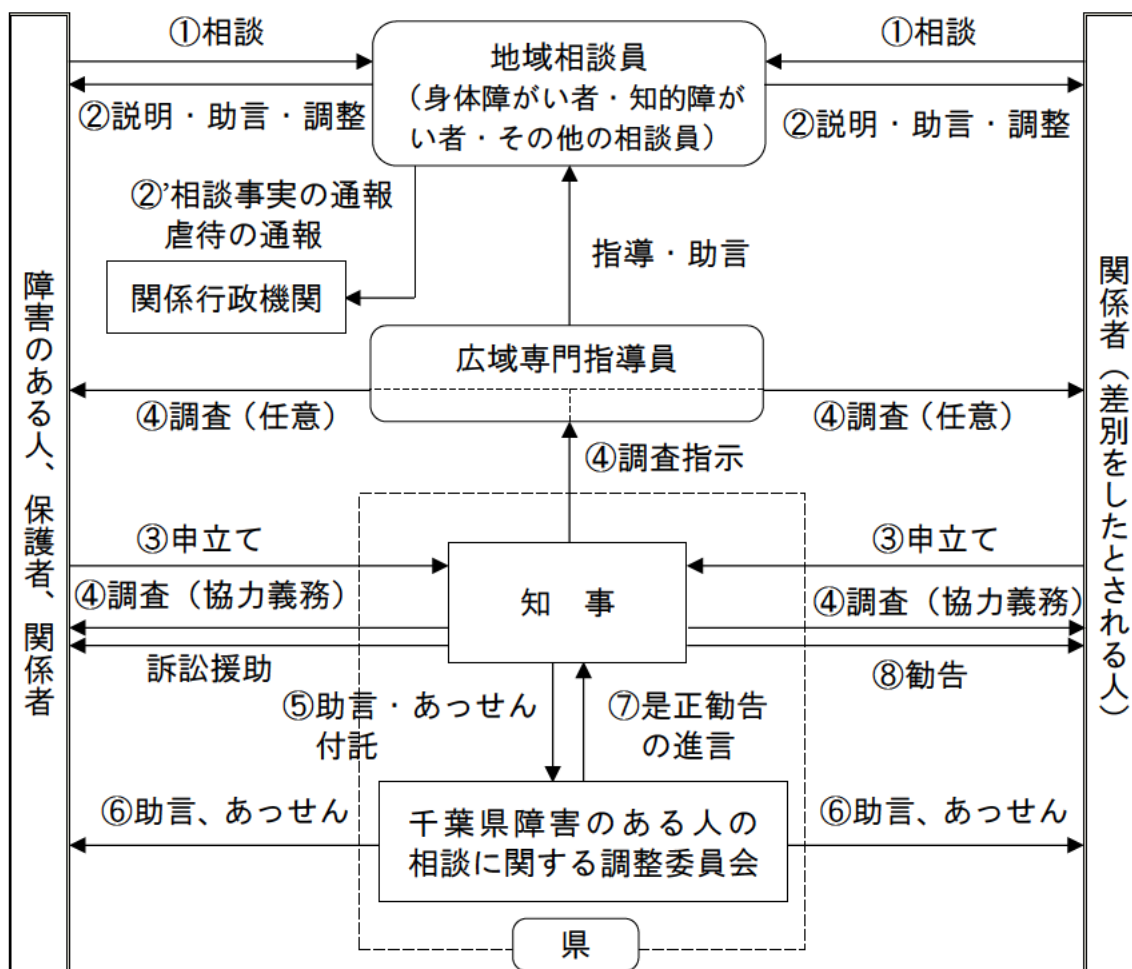 ①相談
①相談
地域相談員
（身体障がい者・知的障が
い者・その他の相談員）
②説明・助言・調整
②説明・助言・調整
②’相談事実の通報
虐待の通報
関係行政機関
指導・助言
障害のある人、保護者、関係者
関係者（差別をしたとされる人）
広域専門指導員
④調査（任意）
④調査（任意）
④調査指示
③申立て
③申立て
知　事
④調査（協力義務）
④調査（協力義務）
訴訟援助
⑧勧告
⑤助言・あっせん
付託
⑦是正勧告
の進言
⑥助言、あっせん
⑥助言、あっせん
千葉県障害のある人の
相談に関する調整委員会
県